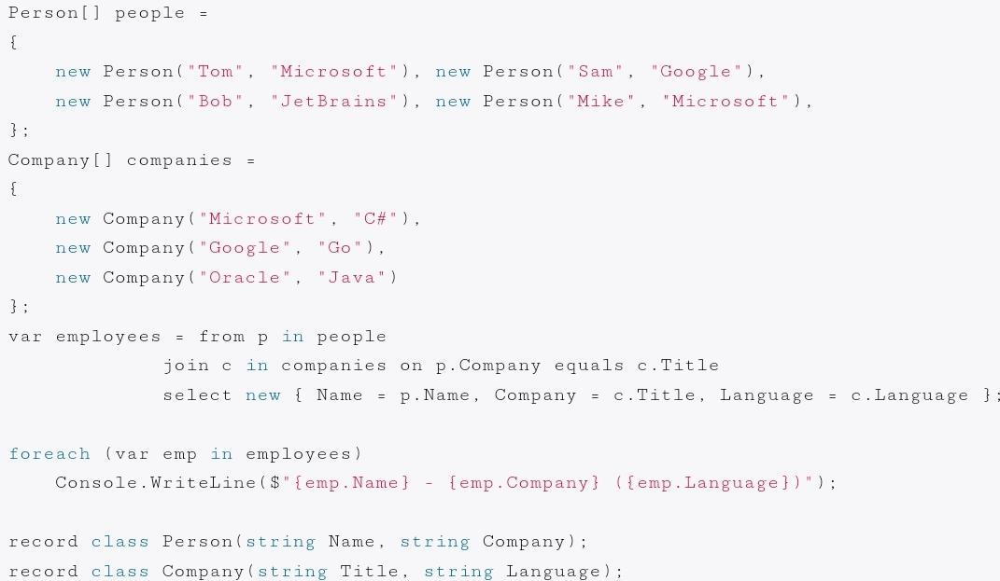 Person[] people =
{
    new Person("Tom", "Microsoft"), new Person("Sam", "Google"),
    new Person("Bob", "JetBrains"), new Person("Mike", "Microsoft"),
};
Company[] companies =
{
    new Company("Microsoft", "C#"),
    new Company("Google", "Go"),
    new Company("Oracle", "Java")
};
var employees = from p in people
             join c in companies on p.Company equals c.Title
             select new { Name = p.Name, Company = c.Title, Language = c.Language };
foreach (var emp in employees)
    Console.WriteLine($"{emp.Name} - {emp.Company} ({emp.Language})");
record class Person(string Name, string Company);
record class Company(string Title, string Language);